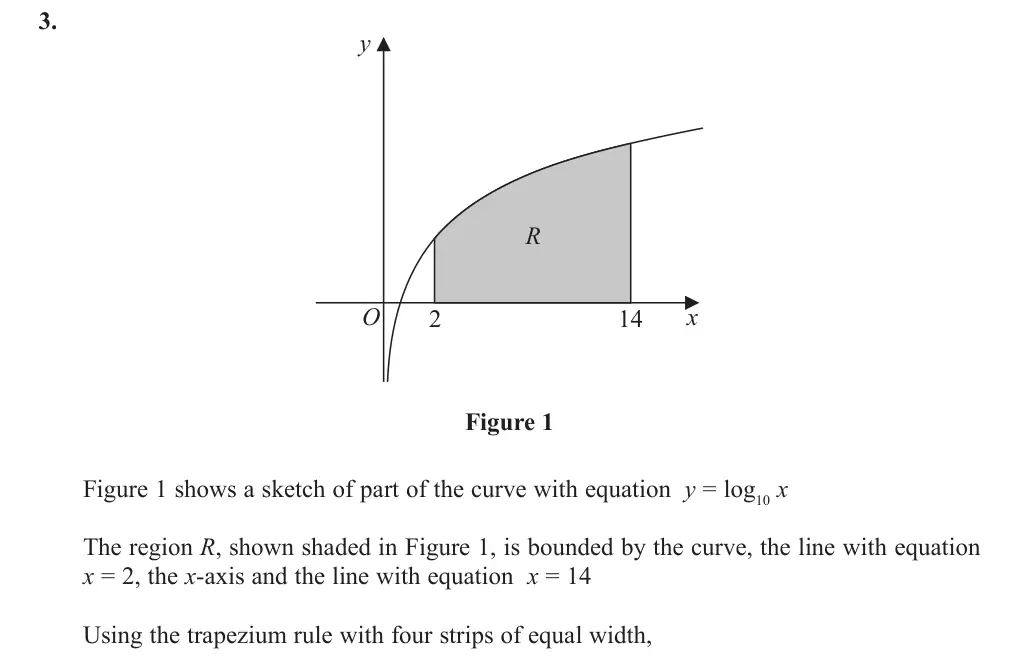 3.
y
R
O 2 14 x
Figure 1
Figure 1 shows a sketch of part of the curve with equation y = log₁₀ x
The region R, shown shaded in Figure 1, is bounded by the curve, the line with equation
x = 2, the x-axis and the line with equation x = 14
Using the trapezium rule with four strips of equal width,